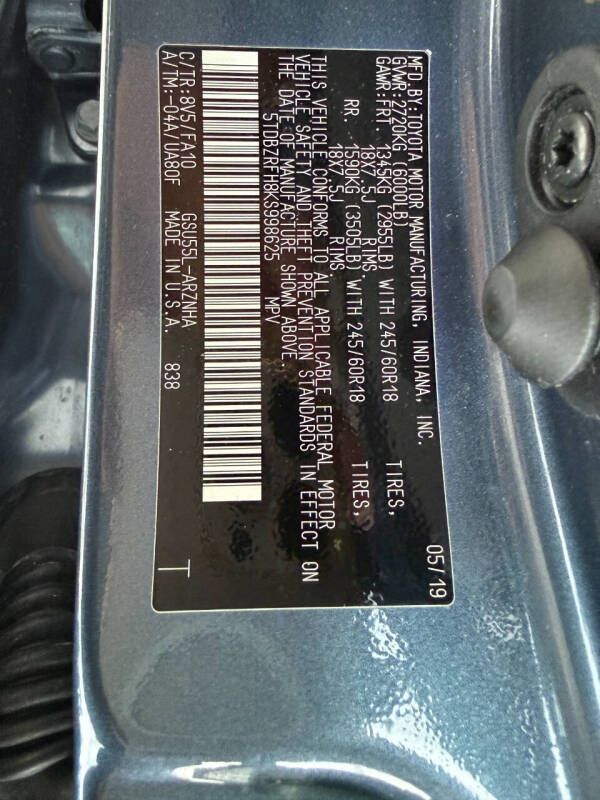 MFD.BY:TOYOTA MOTOR MANUFACTURING, INDIANA, INC. 05/19
GVWR:2720KG (6000LB)
GAWR:FRT 1345KG (2955LB) WITH 245/60R18 TIRES,
18X7.5J RIMS
RR. 1590KG (3505LB) WITH 245/60R18 TIRES,
18X7.5J RIMS
THIS VEHICLE CONFORMS TO ALL APPLICABLE FEDERAL MOTOR
VEHICLE SAFETY AND THEFT PREVENTION STANDARDS IN EFFECT ON
THE DATE OF MANUFACTURE SHOWN ABOVE
5TDBZRFH8KS998625 MPV
C/TR:8V5/FA10 GSU55L-ARZNHA
A/TM:-04A/UA80F MADE IN U.S.A. 838 T